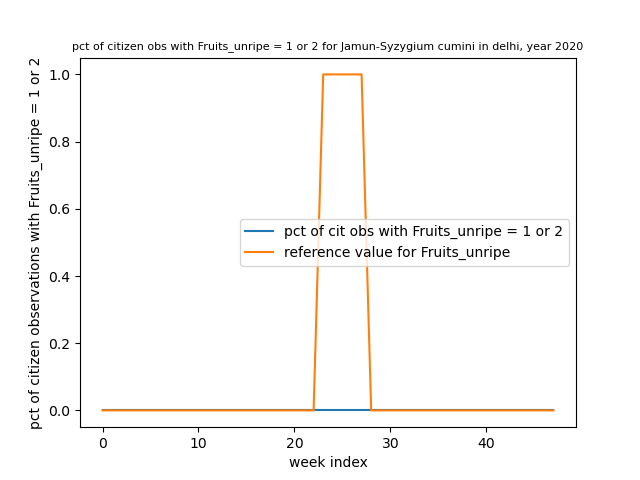 pct of citizen obs with Fruits_unripe = 1 or 2 for Jamun-Syzygium cumini in delhi, year 2020
pct of citizen observations with Fruits_unripe = 1 or 2
1.0
0.8
0.6
0.4
0.2
0.0
pct of cit obs with Fruits_unripe = 1 or 2
reference value for Fruits_unripe
0 10 20 30 40
week index